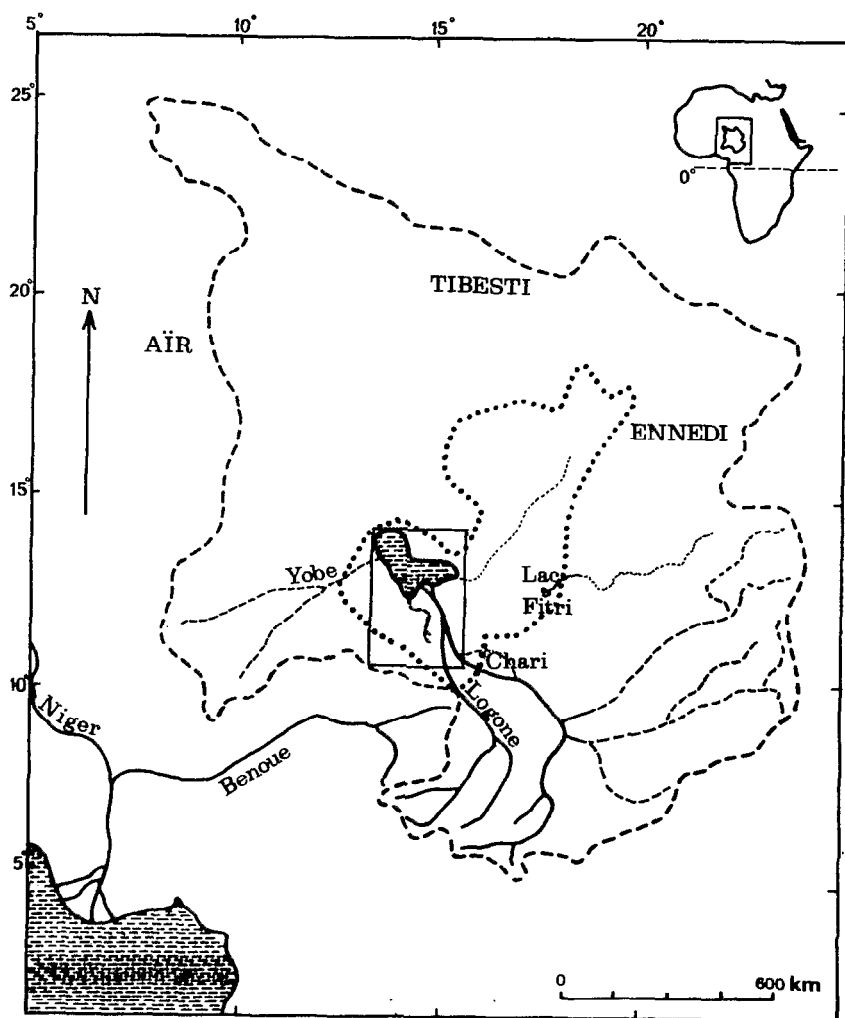 5°
10°
15°
20°
25°
0°
20°
TIBESTI
N
AÏR
ENNEDI
15°
Yobe
Lac
Fitri
Chari
10°
Logone
Niger
Benoue
5°
0
600 km